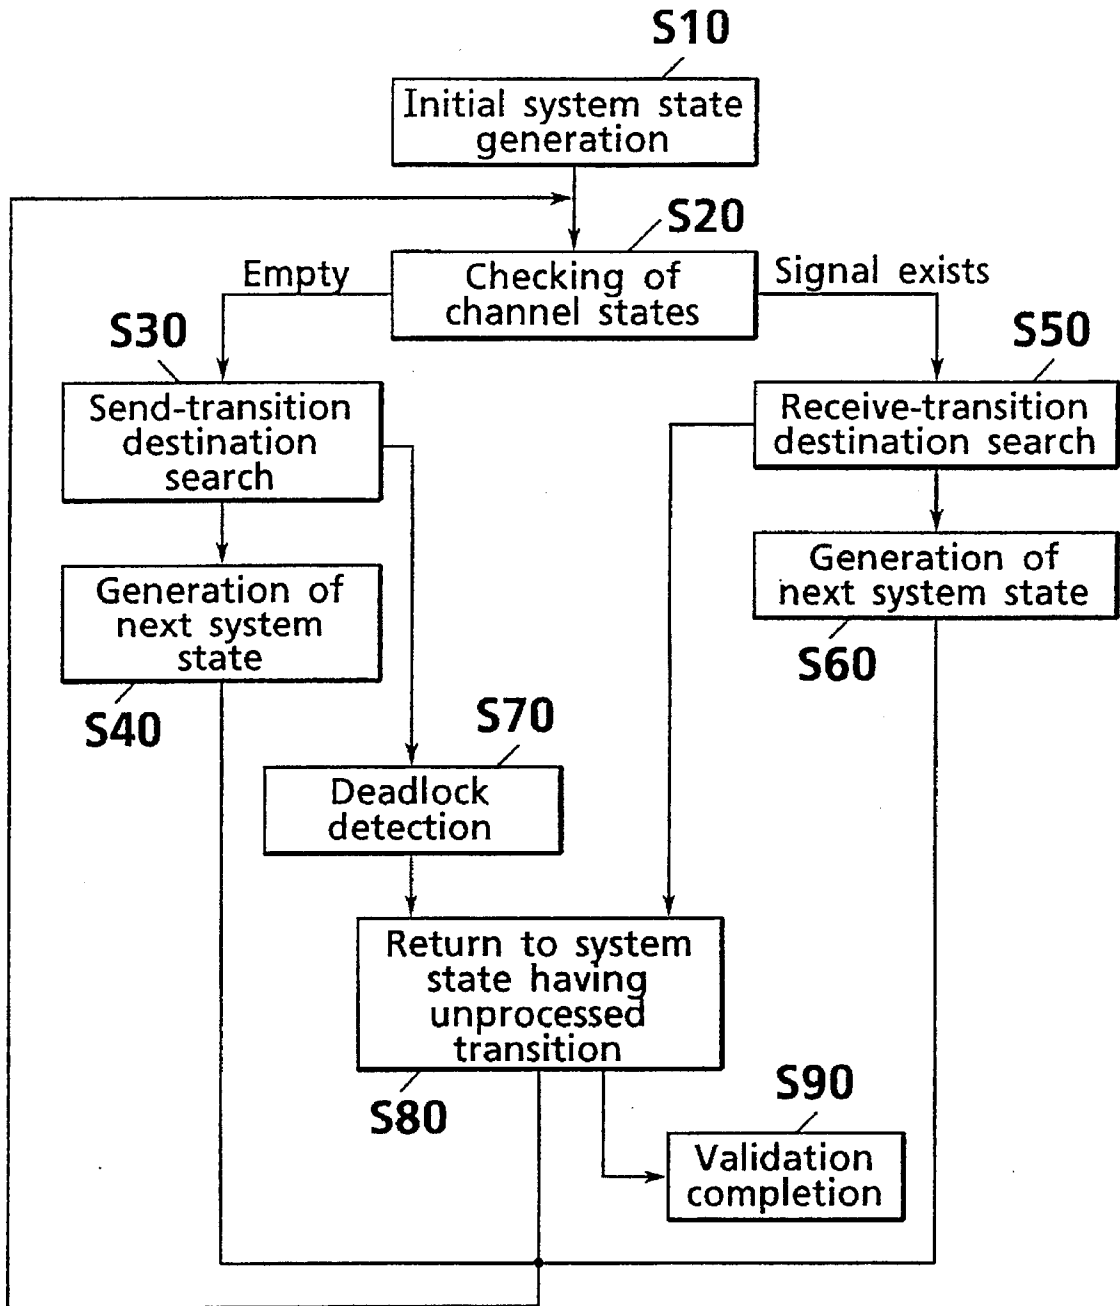 S10
Initial system state
generation
S20
Empty
Checking of
channel states
Signal exists
S30
S50
Send-transition
destination
search
Receive-transition
destination search
Generation of
next system
state
Generation of
next system state
S60
S40
S70
Deadlock
detection
Return to system
state having
unprocessed
transition
S80
S90
Validation
completion